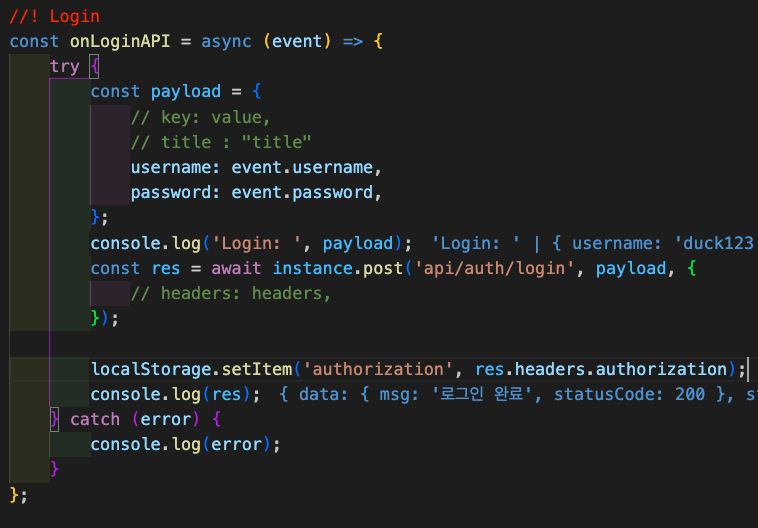 //! Login
const onLoginAPI = async (event) => {
try {
const payload = {
// key: value,
// title : "title"
username: event.username,
password: event.password,
};
console.log('Login: ', payload); 'Login: ' | { username: 'duck123
const res = await instance.post('api/auth/login', payload, {
// headers: headers,
});
localStorage.setItem('authorization', res.headers.authorization);
console.log(res); { data: { msg: '로그인 완료', statusCode: 200 }, s
} catch (error) {
console.log(error);
}
};